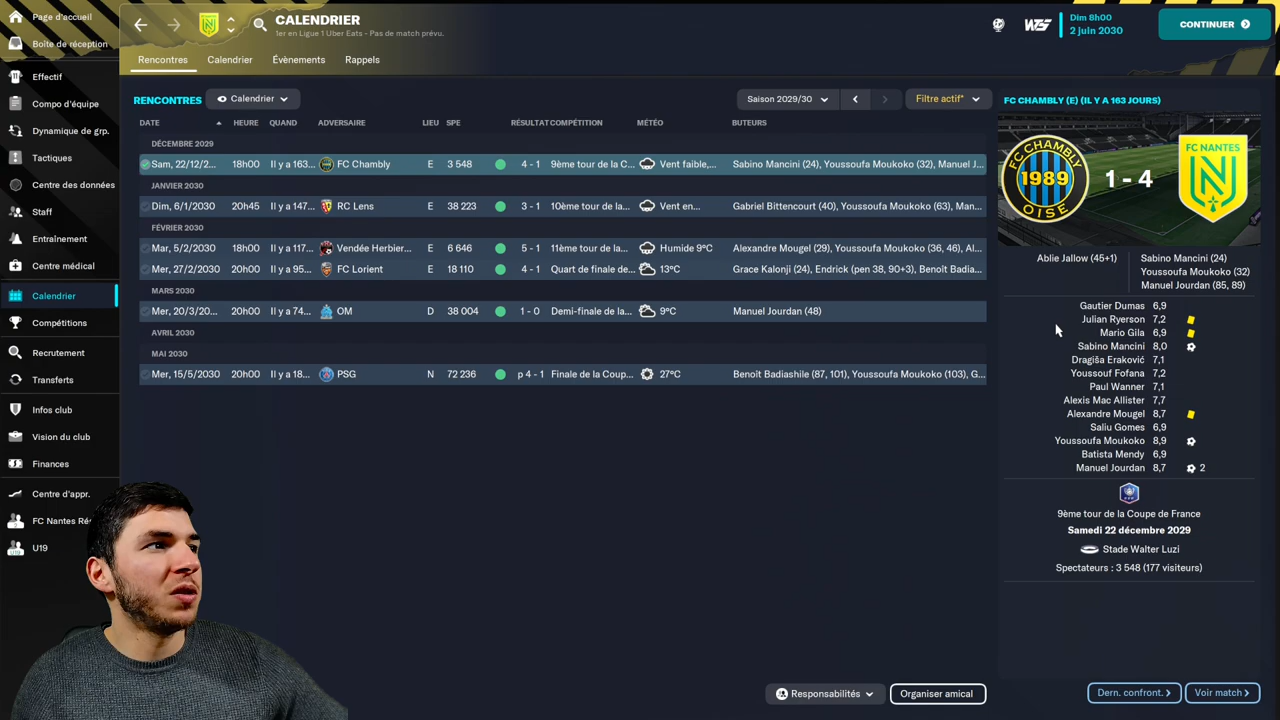 Page d'accueil
Boîte de réception
Effectif
Compo d'équipe
Dynamique de grp.
Tactiques
Centre des données
Staff
Entraînement
Centre médical
Calendrier
Compétitions
Recrutement
Transferts
Infos club
Vision du club
Finances
Centre d'appr.
FC Nantes Ré
U19
CALENDRIER
1er en Ligne 1 Uber Eats - Pas de match prévu.
Dim 8h00
2 juin 2030
CONTINUER
Rencontres Calendrier Évènements Rappels
RENCONTRES Calendrier Saison 2029/30 Filtre actif*
DATE HEURE QUAND ADVERSAIRE LIEU SPE RÉSULTAT COMPÉTITION MÉTÉO BUTEURS
DÉCEMBRE 2029
Sam, 22/12/2... 18h00 Il y a 163... FC Chambly E 3 548 4 - 1 9ème tour de la C... Vent faible,... Sabino Mancini (24), Youssoufa Moukoko (32), Manuel J...
JANVIER 2030
Dim, 6/1/2030 20h45 Il y a 147... RC Lens E 38 223 3 - 1 10ème tour de la... Vent en... Gabriel Bittencourt (40), Youssoufa Moukoko (63), Man...
FÉVRIER 2030
Mar, 5/2/2030 18h00 Il y a 117... Vendée Herbier... E 6 646 5 - 1 11ème tour de la... Humide 9°C Alexandre Mougel (29), Youssoufa Moukoko (36, 46), Al...
Mer, 27/2/2030 20h00 Il y a 95... FC Lorient E 18 110 4 - 1 Quart de finale de... 13°C Grace Kalonji (24), Endrick (pen 38, 90+3), Benoît Badia...
MARS 2030
Mer, 20/3/20... 20h00 Il y a 74... OM D 38 004 1 - 0 Demi-finale de la... 9°C Manuel Jourdan (48)
AVRIL 2030
MAI 2030
Mer, 15/5/2030 20h00 Il y a 18... PSG N 72 236 p 4 - 1 Finale de la Coup... 27°C Benoît Badiashile (87, 101), Youssoufa Moukoko (103), G...
FC CHAMBLY (E) (IL Y A 163 JOURS)
FC CHAMBLY
1989
OISE
1 - 4
FC NANTES
Ablie Jallow (45+1)
Sabino Mancini (24)
Youssoufa Moukoko (32)
Manuel Jourdan (85, 89)
Gautier Dumas 6,9
Julian Ryerson 7,2
Mario Gila 6,9
Sabino Mancini 8,0
Dragiša Eraković 7,1
Youssouf Fofana 7,2
Paul Wanner 7,1
Alexis Mac Allister 7,7
Alexandre Mougel 8,7
Saliu Gomes 6,9
Youssoufa Moukoko 8,9
Batista Mendy 6,9
Manuel Jourdan 8,7 2
9ème tour de la Coupe de France
Samedi 22 décembre 2029
Stade Walter Luzi
Spectateurs : 3 548 (177 visiteurs)
Responsabilités Organiser amical Dern. confront. Voir match